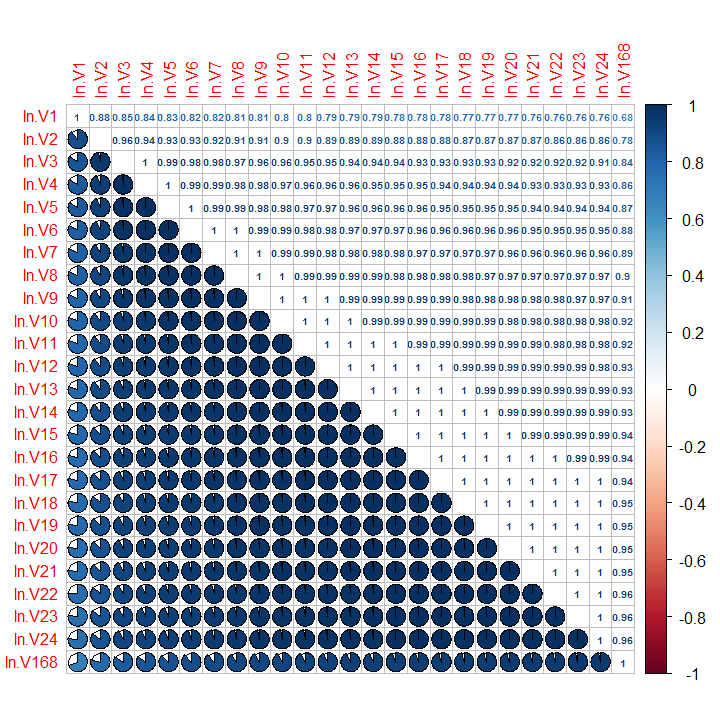 ln.V1 ln.V2 ln.V3 ln.V4 ln.V5 ln.V6 ln.V7 ln.V8 ln.V9 ln.V10 ln.V11 ln.V12 ln.V13 ln.V14 ln.V15 ln.V16 ln.V17 ln.V18 ln.V19 ln.V20 ln.V21 ln.V22 ln.V23 ln.V24 ln.V168
ln.V1 1 0.88 0.85 0.84 0.83 0.82 0.82 0.81 0.81 0.8 0.8 0.79 0.79 0.79 0.78 0.78 0.78 0.77 0.77 0.77 0.76 0.76 0.76 0.76 0.68
ln.V2 0.96 0.94 0.93 0.93 0.92 0.91 0.91 0.9 0.9 0.89 0.89 0.89 0.88 0.88 0.88 0.87 0.87 0.87 0.87 0.86 0.86 0.86 0.78
ln.V3 1 0.99 0.98 0.98 0.97 0.96 0.96 0.95 0.95 0.94 0.94 0.94 0.93 0.93 0.93 0.93 0.92 0.92 0.92 0.92 0.91 0.84
ln.V4 1 0.99 0.99 0.98 0.98 0.97 0.96 0.96 0.96 0.95 0.95 0.95 0.94 0.94 0.94 0.94 0.93 0.93 0.93 0.93 0.86
ln.V5 1 0.99 0.99 0.98 0.98 0.97 0.97 0.96 0.96 0.96 0.96 0.95 0.95 0.95 0.95 0.94 0.94 0.94 0.94 0.87
ln.V6 1 1 0.99 0.99 0.98 0.98 0.97 0.97 0.97 0.96 0.96 0.96 0.96 0.96 0.95 0.95 0.95 0.95 0.88
ln.V7 1 1 0.99 0.99 0.99 0.98 0.98 0.98 0.97 0.97 0.97 0.97 0.96 0.96 0.96 0.96 0.96 0.89
ln.V8 1 1 0.99 0.99 0.99 0.99 0.98 0.98 0.98 0.98 0.97 0.97 0.97 0.96 0.97 0.97 0.9
ln.V9 1 1 1 0.99 0.99 0.99 0.99 0.99 0.99 0.98 0.98 0.98 0.98 0.97 0.97 0.91
ln.V10 1 1 1 0.99 0.99 0.99 0.99 0.99 0.99 0.98 0.98 0.98 0.98 0.98 0.92
ln.V11 1 1 1 1 0.99 0.99 0.99 0.99 0.99 0.99 0.98 0.98 0.98 0.92
ln.V12 1 1 1 1 1 0.99 0.99 0.99 0.99 0.99 0.99 0.98 0.93
ln.V13 1 1 1 1 1 0.99 0.99 0.99 0.99 0.99 0.99 0.93
ln.V14 1 1 1 1 1 0.99 0.99 0.99 0.99 0.99 0.93
ln.V15 1 1 1 1 1 0.99 0.99 0.99 0.99 0.94
ln.V16 1 1 1 1 1 1 0.99 0.99 0.94
ln.V17 1 1 1 1 1 1 1 0.94
ln.V18 1 1 1 1 1 1 0.95
ln.V19 1 1 1 1 1 0.95
ln.V20 1 1 1 1 0.95
ln.V21 1 1 1 0.95
ln.V22 1 1 0.96
ln.V23 1 0.96
ln.V24 1 0.96
ln.V168 1
1
0.8
0.6
0.4
0.2
0
-0.2
-0.4
-0.6
-0.8
-1